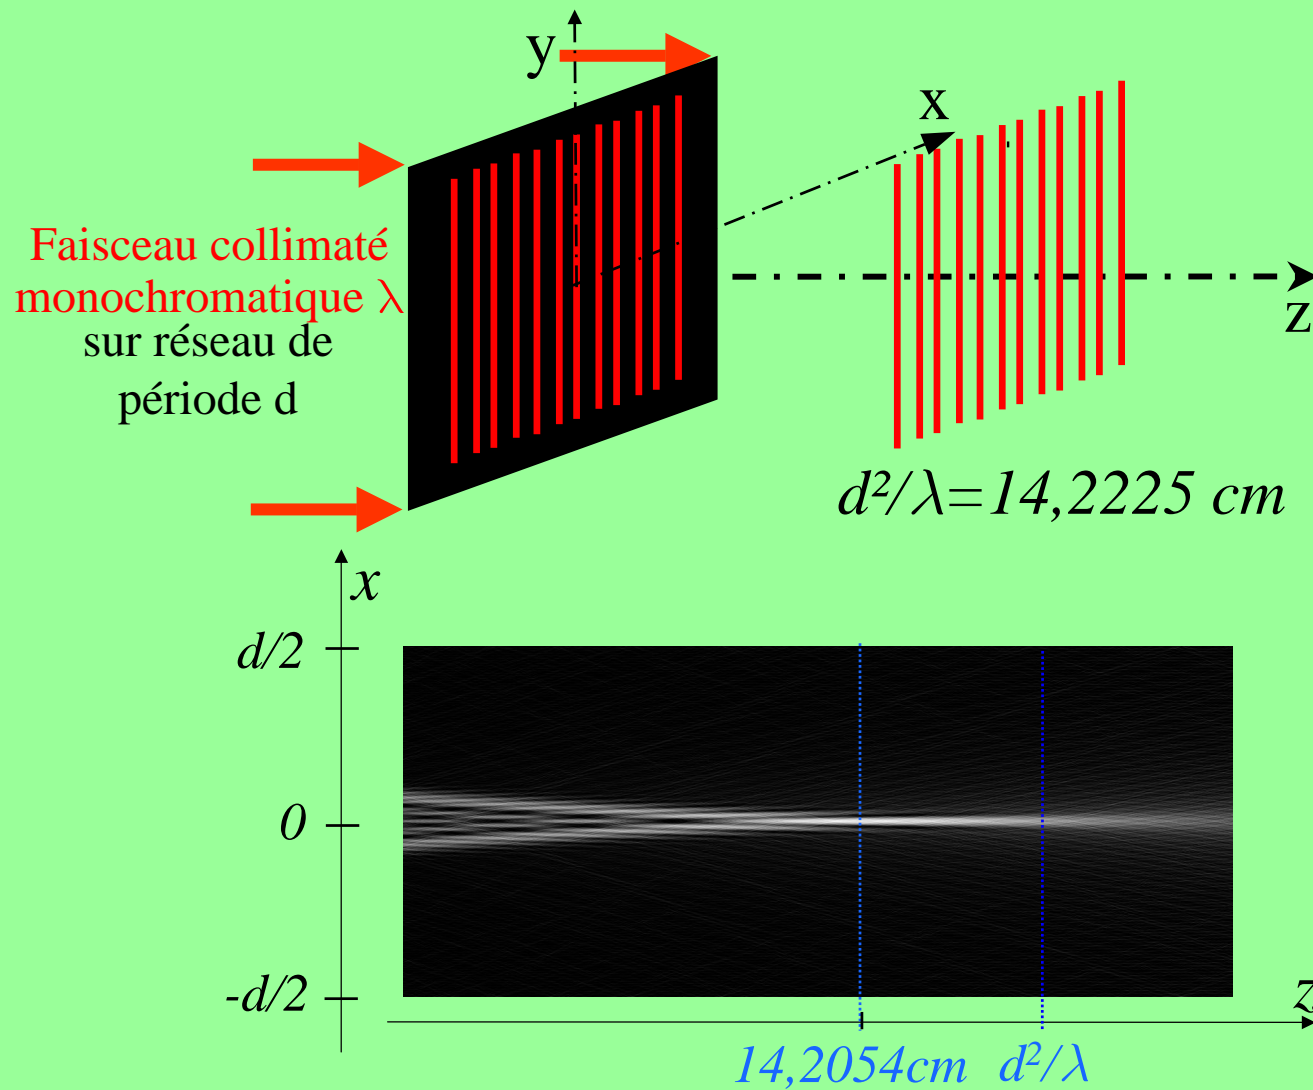 y
x
Faisceau collimaté
monochromatique λ
sur réseau de
période d
z
d²/λ=14,2225 cm
x
d/2
0
-d/2
z
14,2054cm d²/λ